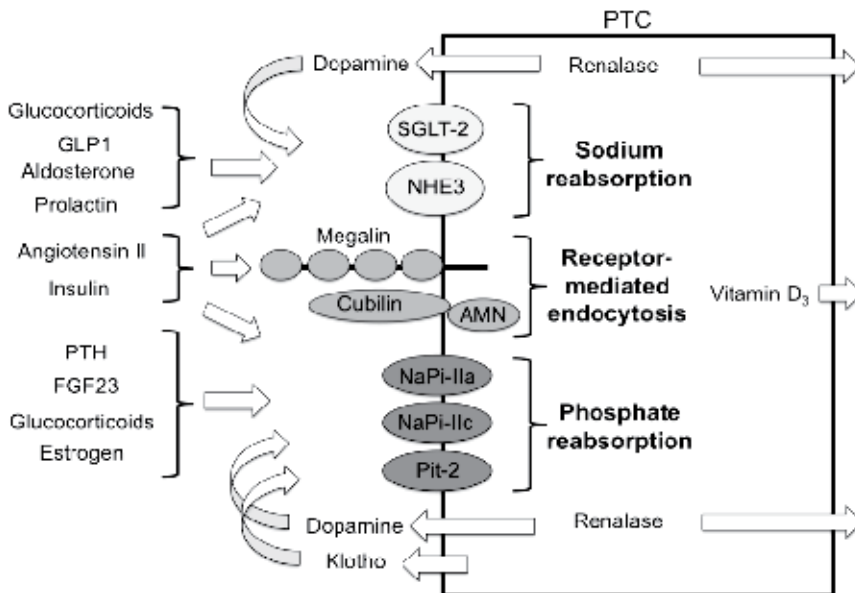 PTC
Dopamine
Renalase
Glucocorticoids
GLP1
Aldosterone
Prolactin
SGLT-2
NHE3
Sodium
reabsorption
Angiotensin II
Insulin
Megalin
Cubilin
AMN
Receptor-
mediated
endocytosis
Vitamin D3
PTH
FGF23
Glucocorticoids
Estrogen
NaPi-IIa
NaPi-IIc
Pit-2
Phosphate
reabsorption
Dopamine
Renalase
Klotho